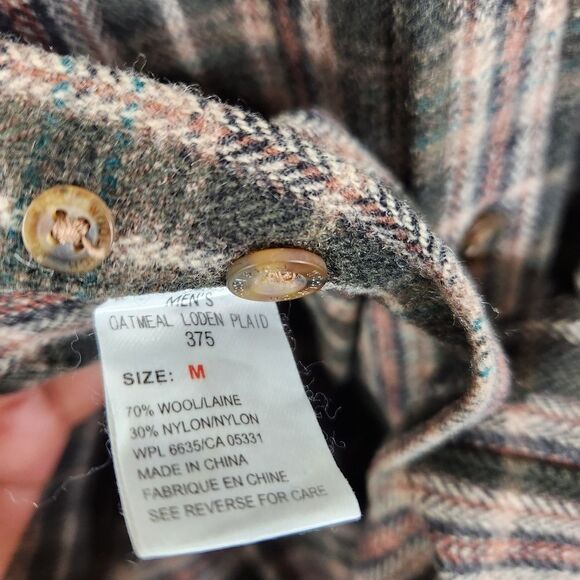 MEN'S
OATMEAL LODEN PLAID
375
SIZE: M
70% WOOL/LAINE
30% NYLON/NYLON
WPL 6635/CA 05331
MADE IN CHINA
FABRIQUE EN CHINE
SEE REVERSE FOR CARE